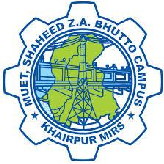 MUET, SHAHEED Z.A. BHUTTO CAMPUS
KHAIRPUR MIRS